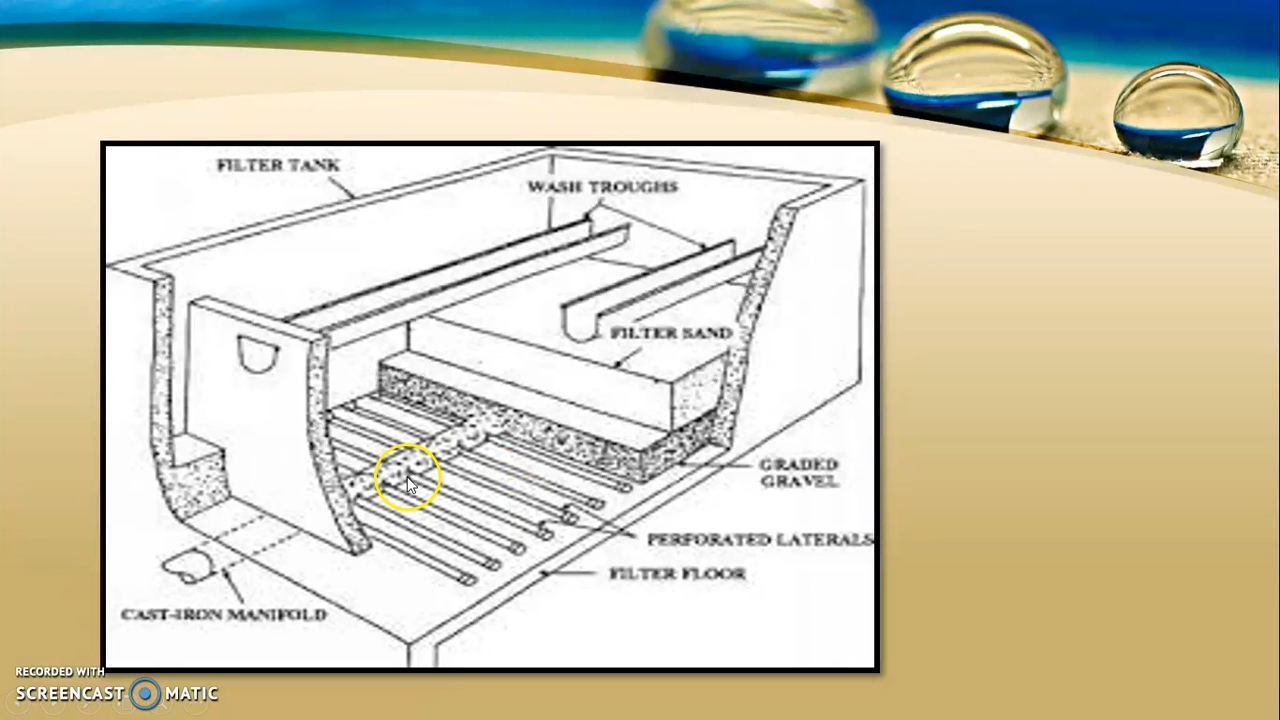 FILTER TANK
WASH TROUGHS
FILTER SAND
GRADED
GRAVEL
PERFORATED LATERALS
FILTER FLOOR
CAST-IRON MANIFOLD
RECORDED WITH
SCREENCAST MATIC